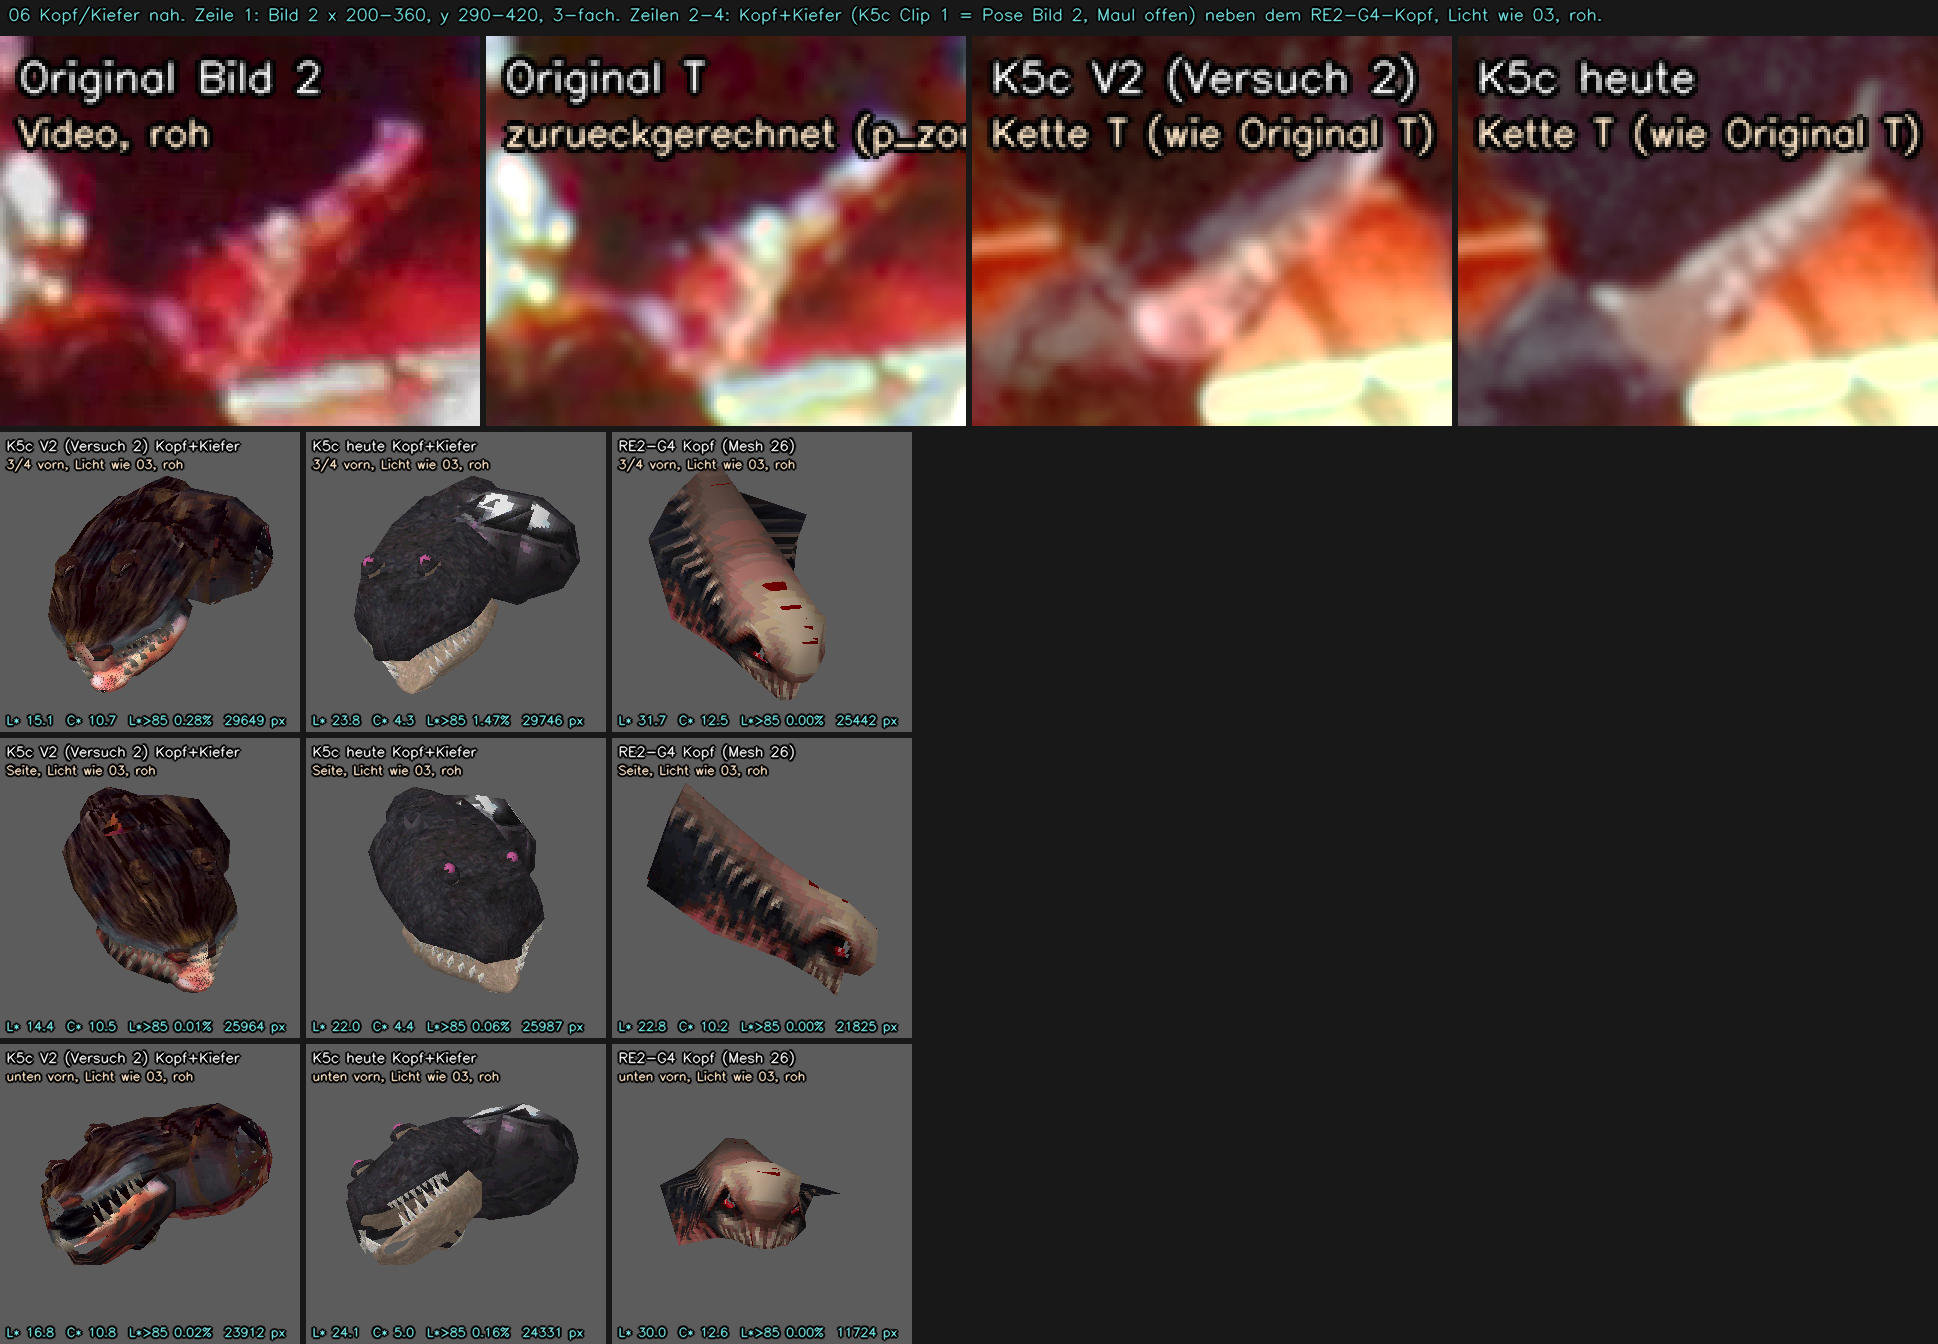 06 Kopf/Kiefer nah. Zeile 1: Bild 2 x 200-360, y 290-420, 3-fach. Zeilen 2-4: Kopf+Kiefer (K5c Clip 1 = Pose Bild 2, Maul offen) neben dem RE2-G4-Kopf, Licht wie 03, roh.
Original Bild 2
Video, roh
Original T
zurueckgerechnet (p_zor
K5c V2 (Versuch 2)
Kette T (wie Original T)
K5c heute
Kette T (wie Original T)
K5c V2 (Versuch 2) Kopf+Kiefer
3/4 vorn, Licht wie 03, roh
L* 15.1 C* 10.7 L*>85 0.28% 29649 px
K5c heute Kopf+Kiefer
3/4 vorn, Licht wie 03, roh
L* 23.8 C* 4.3 L*>85 1.47% 29746 px
RE2-G4 Kopf (Mesh 26)
3/4 vorn, Licht wie 03, roh
L* 31.7 C* 12.5 L*>85 0.00% 25442 px
K5c V2 (Versuch 2) Kopf+Kiefer
Seite, Licht wie 03, roh
L* 14.4 C* 10.5 L*>85 0.01% 25964 px
K5c heute Kopf+Kiefer
Seite, Licht wie 03, roh
L* 22.0 C* 4.4 L*>85 0.06% 25987 px
RE2-G4 Kopf (Mesh 26)
Seite, Licht wie 03, roh
L* 22.8 C* 10.2 L*>85 0.00% 21825 px
K5c V2 (Versuch 2) Kopf+Kiefer
unten vorn, Licht wie 03, roh
L* 16.8 C* 10.8 L*>85 0.02% 23912 px
K5c heute Kopf+Kiefer
unten vorn, Licht wie 03, roh
L* 24.1 C* 5.0 L*>85 0.16% 24331 px
RE2-G4 Kopf (Mesh 26)
unten vorn, Licht wie 03, roh
L* 30.0 C* 12.6 L*>85 0.00% 11724 px